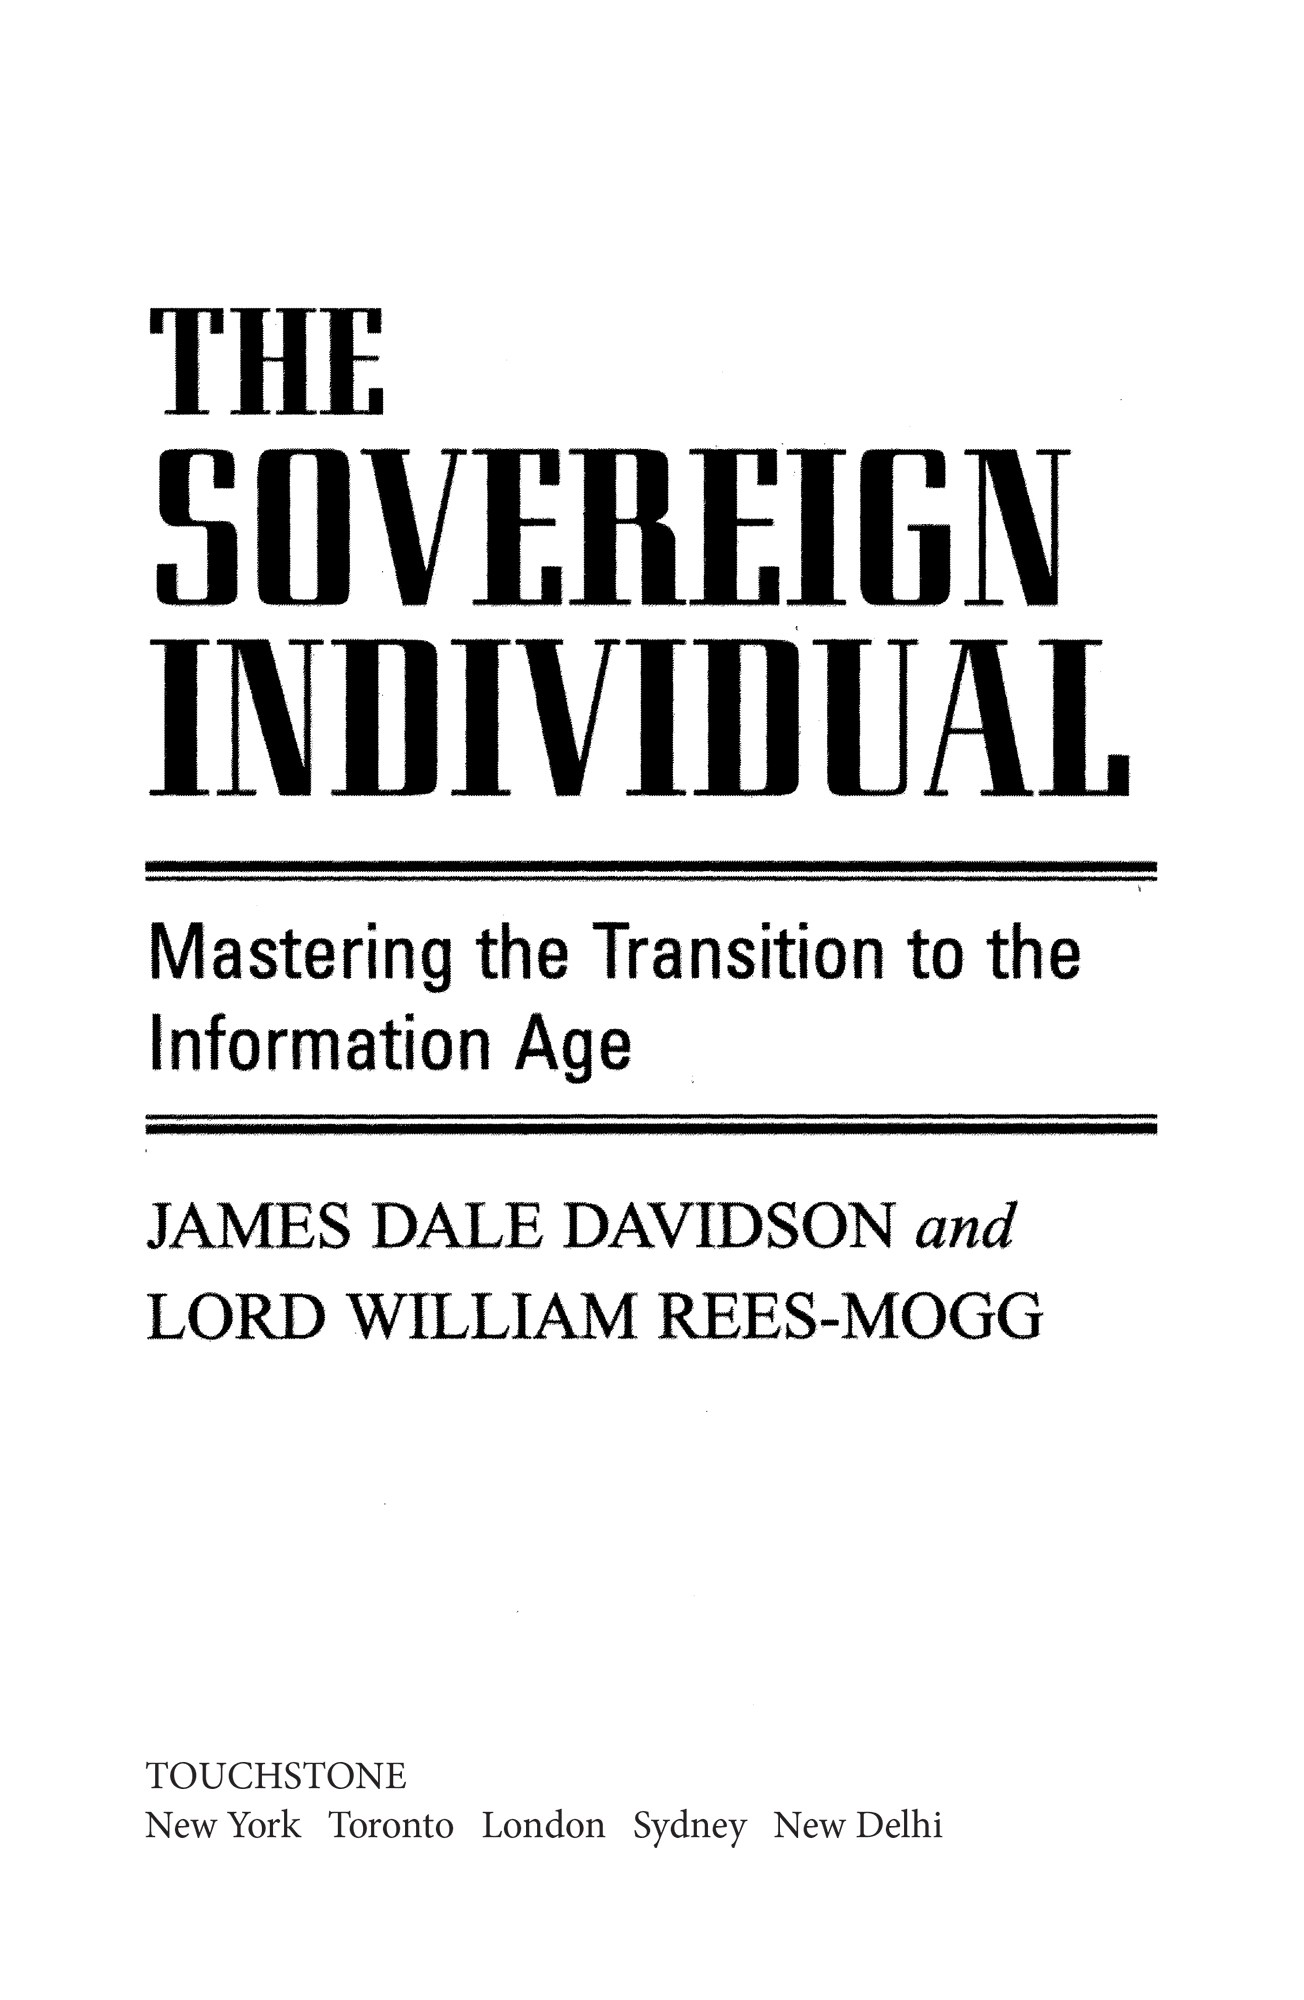 THE
SOVEREIGN
INDIVIDUAL
Mastering the Transition to the
Information Age
JAMES DALE DAVIDSON and
LORD WILLIAM REES-MOGG
TOUCHSTONE
New York Toronto London Sydney New Delhi